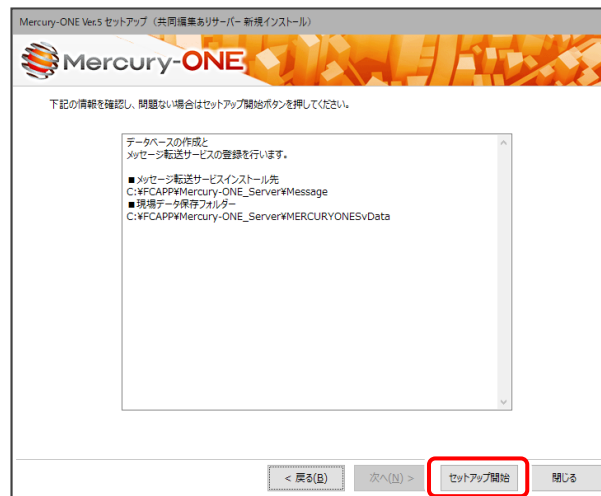 Mercury-ONE Ver.5 セットアップ（共同編集ありサーバー 新規インストール）
Mercury-ONE
下記の情報を確認し、問題ない場合はセットアップ開始ボタンを押してください。
データベースの作成と
メッセージ転送サービスの登録を行います。
■メッセージ転送サービスインストール先
C:¥FCAPP¥Mercury-ONE_Server¥Message
■現場データ保存フォルダー
C:¥FCAPP¥Mercury-ONE_Server¥MERCURYONESvData
< 戻る(B)
次へ(N) >
セットアップ開始
閉じる